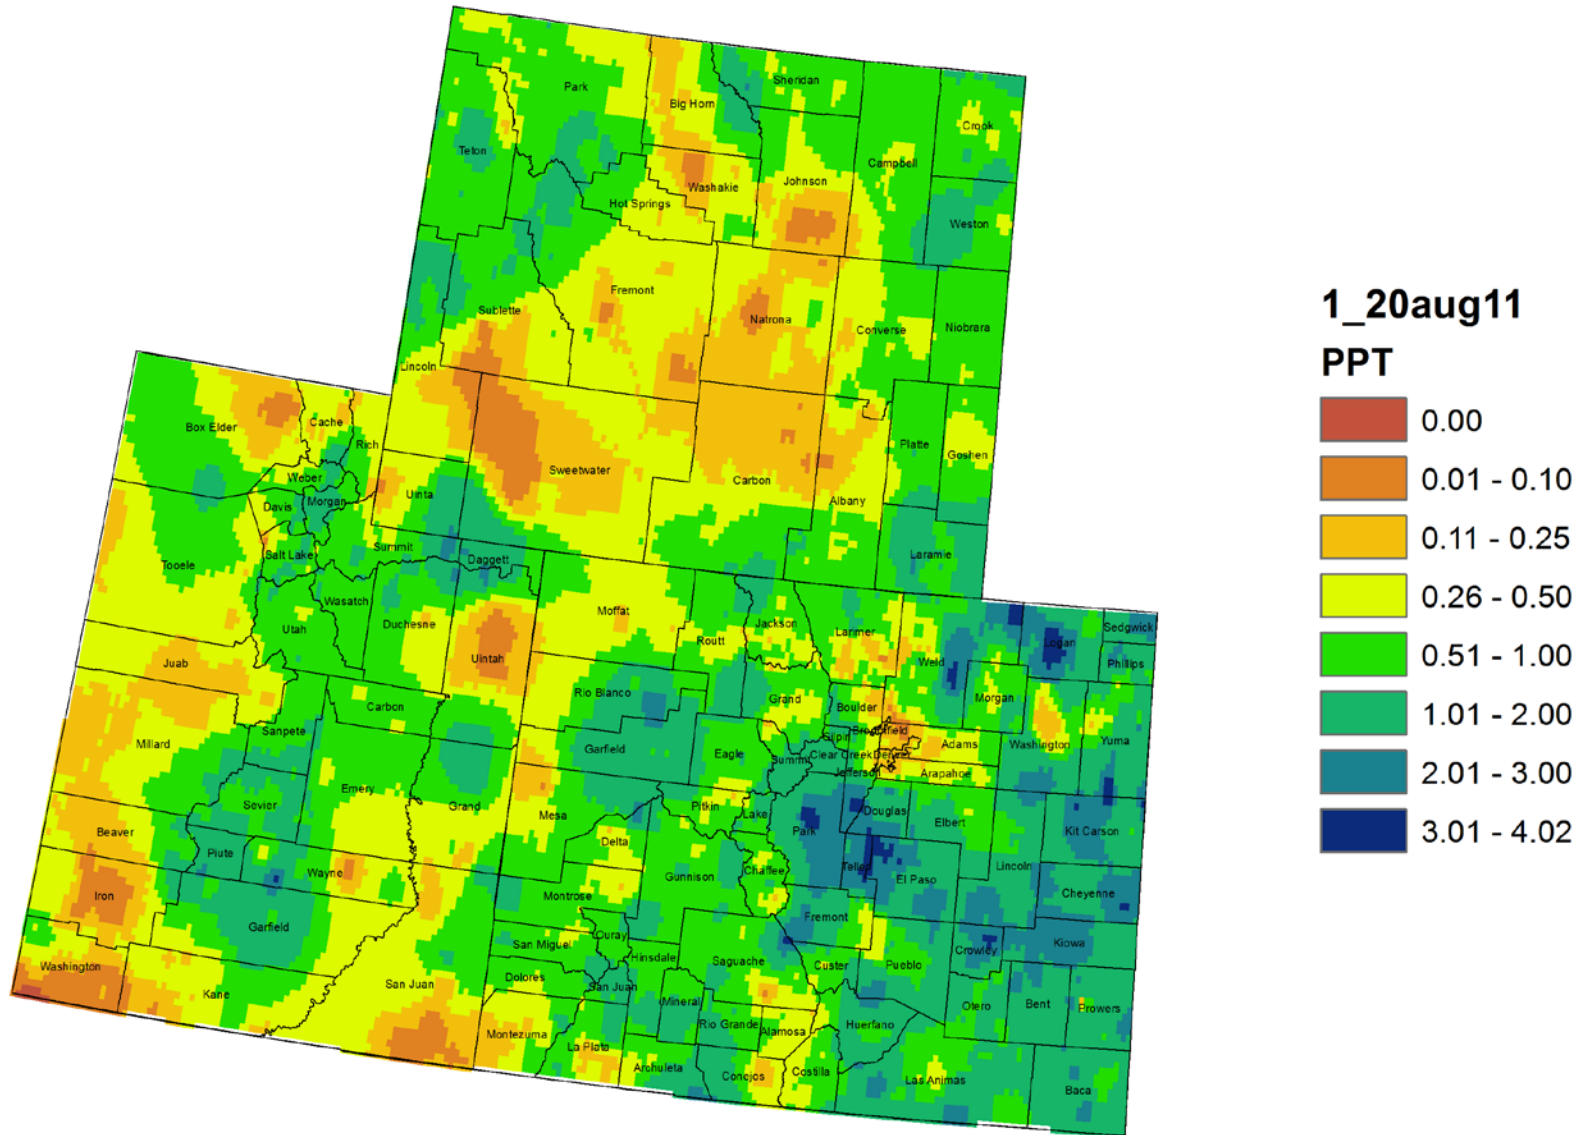 Park
Sheridan
Big Horn
Crook
Teton
Campbell
Johnson
Washakie
Hot Springs
Weston
Fremont
Sublette
Natrona
Converse
Niobrara
Lincoln
Box Elder
Cache
Rich
Platte
Goshen
Sweetwater
Carbon
Weber
Uinta
Morgan
Davis
Albany
Salt Lake
Summit
Daggett
Laramie
Tooele
Wasatch
Utah
Duchesne
Moffat
Jackson
Larimer
Sedgwick
Routt
Logan
Uintah
Weld
Phillips
Juab
Rio Blanco
Grand
Morgan
Carbon
Boulder
Sanpete
Broomfield
Gilpin
Millard
Garfield
Eagle
Clear Creek
Denver
Adams
Washington
Yuma
Summit
Jefferson
Arapahoe
Emery
Sevier
Grand
Mesa
Pitkin
Lake
Park
Douglas
Elbert
Kit Carson
Beaver
Delta
Piute
Wayne
Gunnison
Chaffee
Teller
El Paso
Lincoln
Cheyenne
Iron
Montrose
Garfield
Fremont
San Miguel
Ouray
Hinsdale
Saguache
Custer
Pueblo
Crowley
Kiowa
Washington
Kane
San Juan
Dolores
San Juan
Mineral
Otero
Bent
Prowers
Montezuma
Rio Grande
Alamosa
Huerfano
La Plata
Archuleta
Conejos
Costilla
Las Animas
Baca
1_20aug11
PPT
0.00
0.01 - 0.10
0.11 - 0.25
0.26 - 0.50
0.51 - 1.00
1.01 - 2.00
2.01 - 3.00
3.01 - 4.02